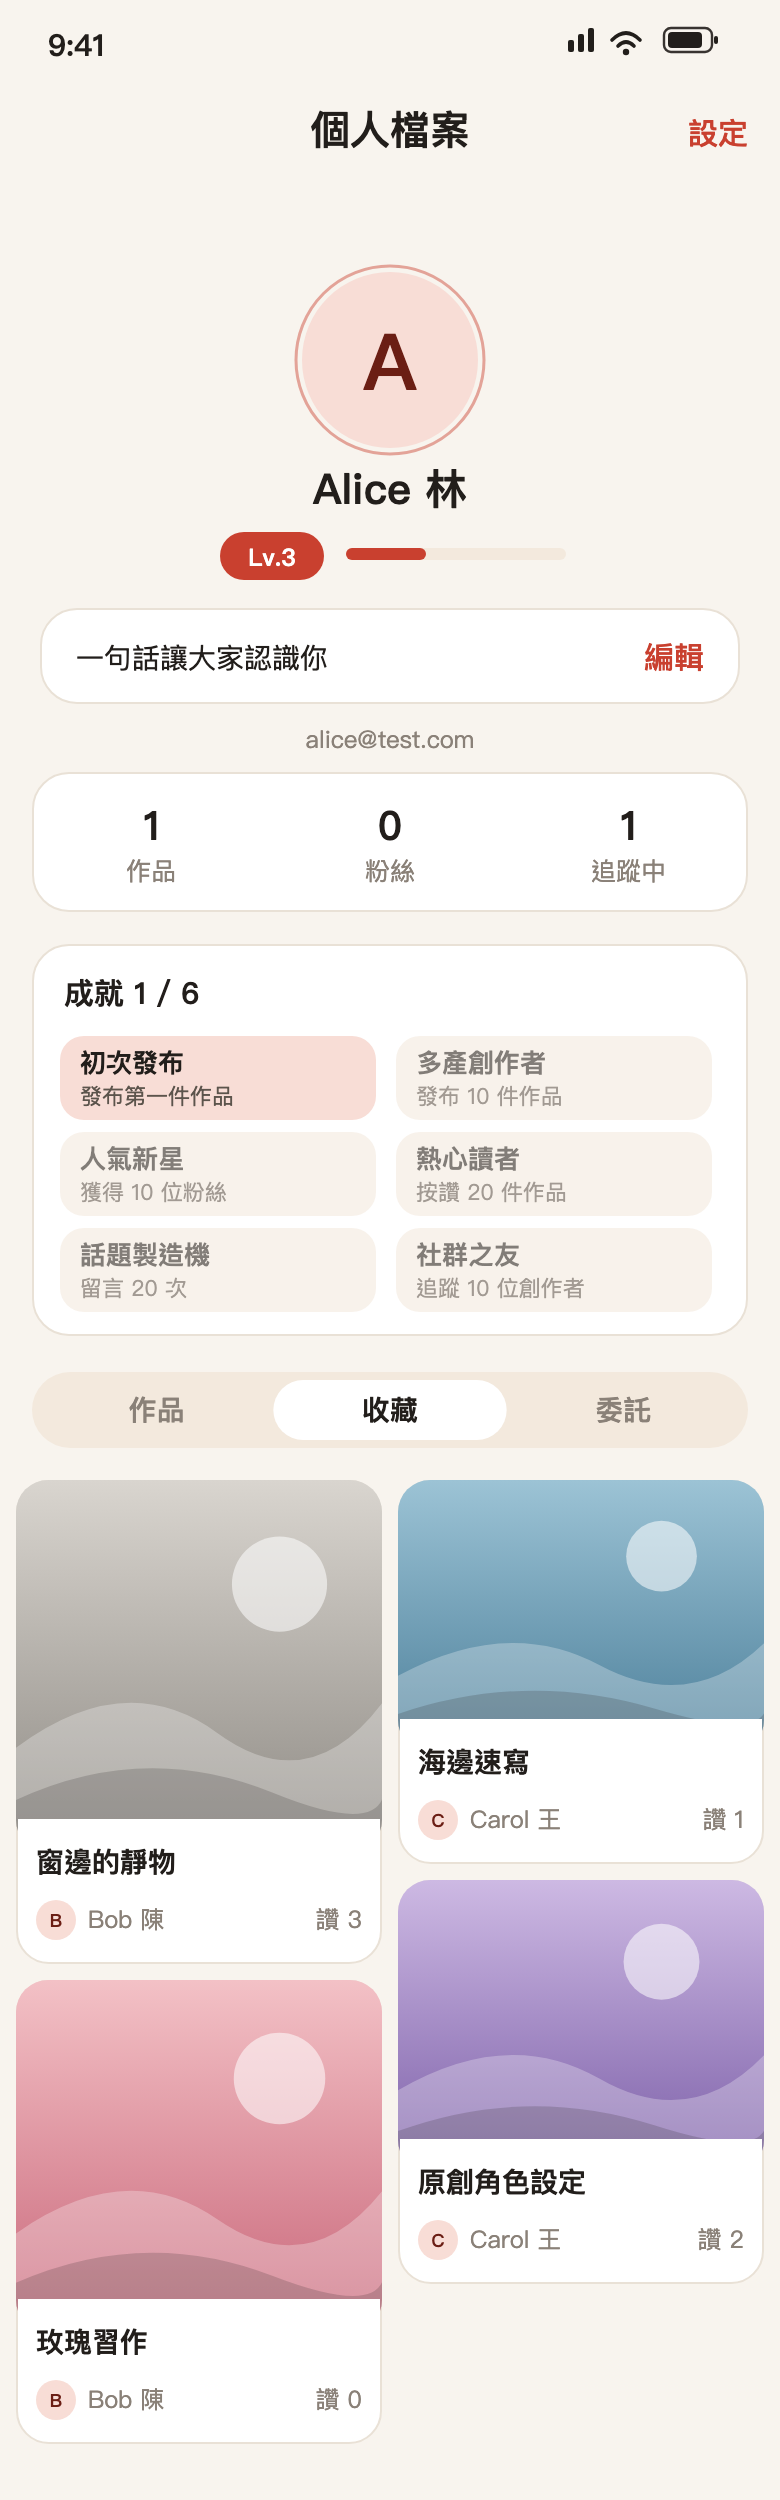 9:41
個人檔案
設定
A
Alice 林
Lv.3
一句話讓大家認識你
編輯
alice@test.com
1
0
1
作品
粉絲
追蹤中
成就 1 / 6
初次發布
發布第一件作品
多產創作者
發布 10 件作品
人氣新星
獲得 10 位粉絲
熱心讀者
按讚 20 件作品
話題製造機
留言 20 次
社群之友
追蹤 10 位創作者
作品
收藏
委託
窗邊的靜物
B
Bob 陳
讚 3
海邊速寫
C
Carol 王
讚 1
玫瑰習作
B
Bob 陳
讚 0
原創角色設定
C
Carol 王
讚 2